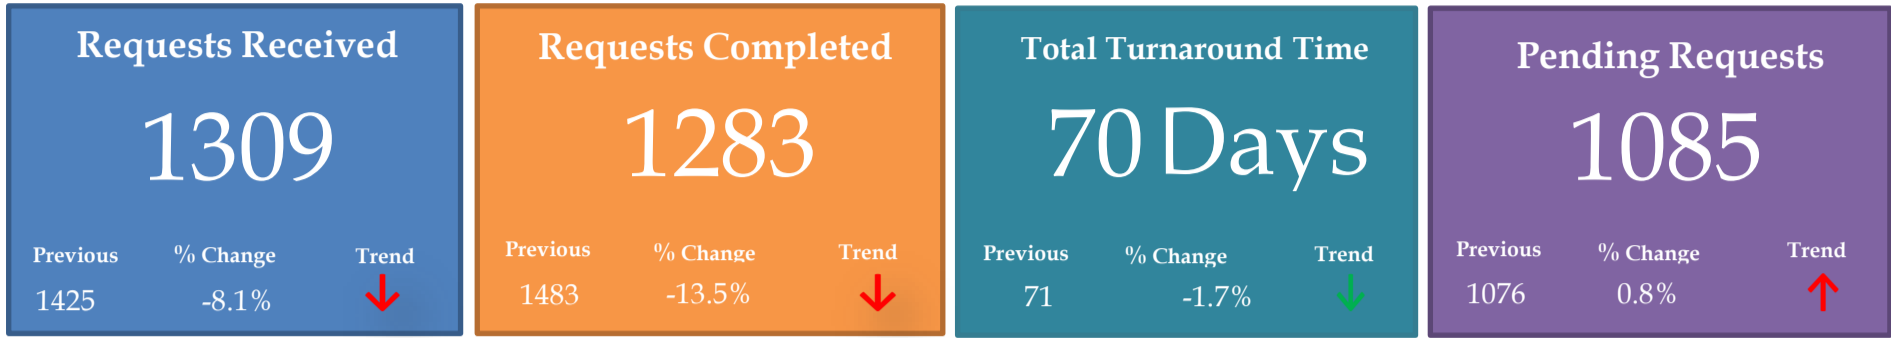 Requests Received
1309
Previous % Change Trend
1425 -8.1%
Requests Completed
1283
Previous % Change Trend
1483 -13.5%
Total Turnaround Time
70 Days
Previous % Change Trend
71 -1.7%
Pending Requests
1085
Previous % Change Trend
1076 0.8%